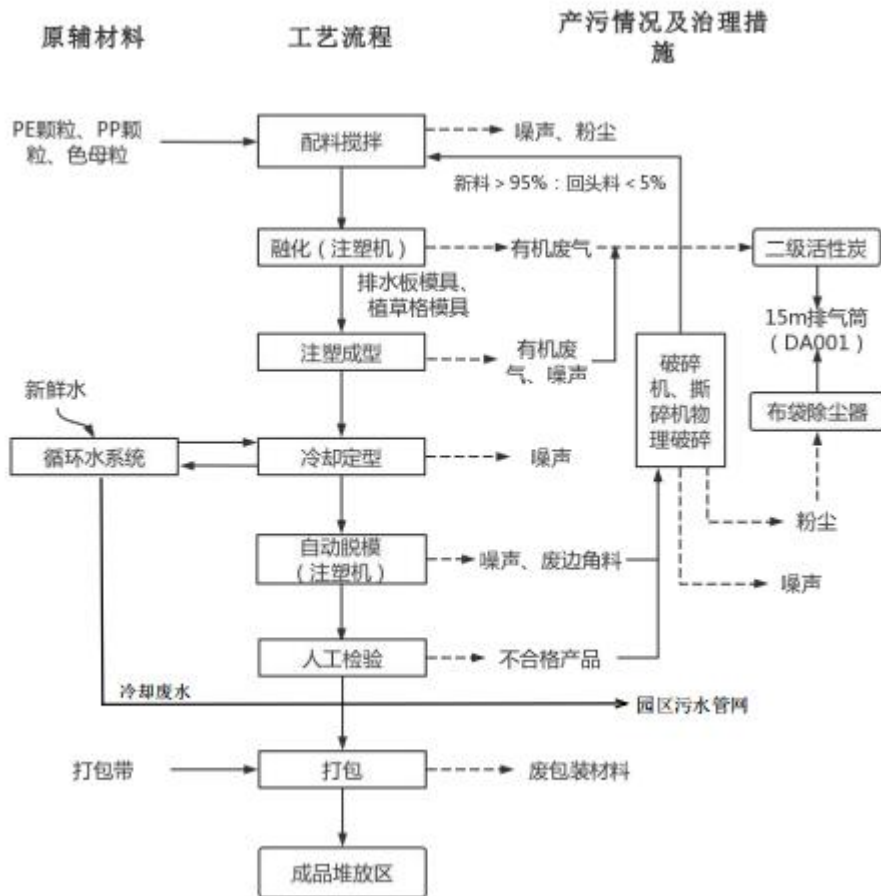 原辅材料
工艺流程
产污情况及治理措
施
PE颗粒、PP颗
粒、色母粒
配料搅拌
噪声、粉尘
新料＞95%：回头料＜5%
融化（注塑机）
有机废气
二级活性炭
排水板模具、
植草格模具
15m排气筒
（DA001）
注塑成型
有机废
气、噪声
破碎
机、撕
碎机物
理破碎
布袋除尘器
新鲜水
循环水系统
冷却定型
噪声
粉尘
自动脱模
（注塑机）
噪声、废边角料
噪声
人工检验
不合格产品
冷却废水
园区污水管网
打包带
打包
废包装材料
成品堆放区